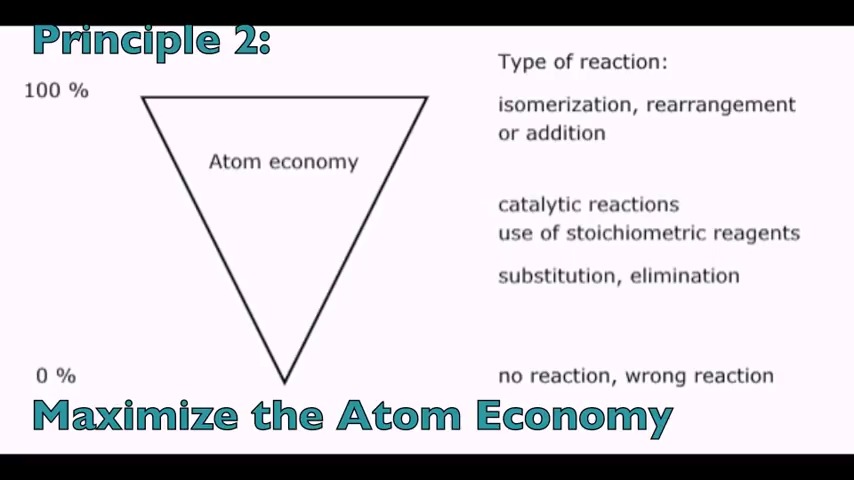 Principle 2:
100 %
Atom economy
0 %
Type of reaction:
isomerization, rearrangement
or addition
catalytic reactions
use of stoichiometric reagents
substitution, elimination
no reaction, wrong reaction
Maximize the Atom Economy